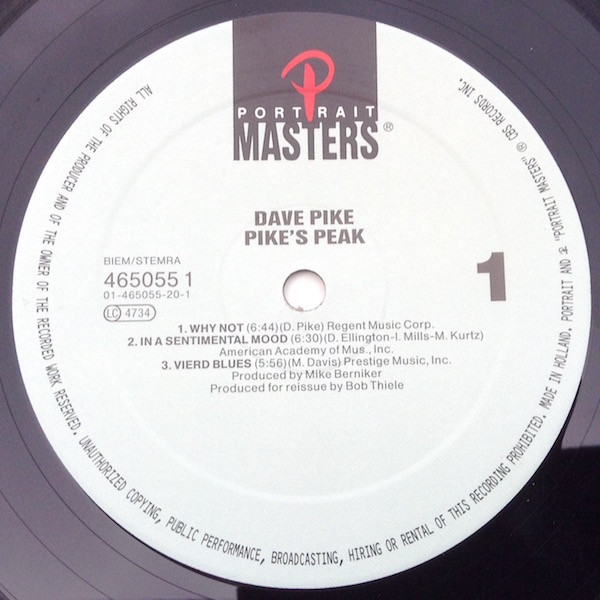 PORTRAIT
MASTERS®
DAVE PIKE
PIKE'S PEAK
BIEM/STEMRA
465055 1
01-465055-20-1
LC 4734
1
1. WHY NOT (6:44)(D. Pike) Regent Music Corp.
2. IN A SENTIMENTAL MOOD (6:30)(D. Ellington-I. Mills-M. Kurtz)
American Academy of Mus., Inc.
3. VIERD BLUES (5:56)(M. Davis) Prestige Music, Inc.
Produced by Mike Berniker
Produced for reissue by Bob Thiele
ALL RIGHTS OF THE PRODUCER AND OF THE OWNER OF THE RECORDED WORK RESERVED. UNAUTHORIZED COPYING, PUBLIC PERFORMANCE, BROADCASTING, HIRING OR RENTAL OF THIS RECORDING PROHIBITED. MADE IN HOLLAND. PORTRAIT AND ℗ "PORTRAIT MASTERS" © CBS RECORDS INC.